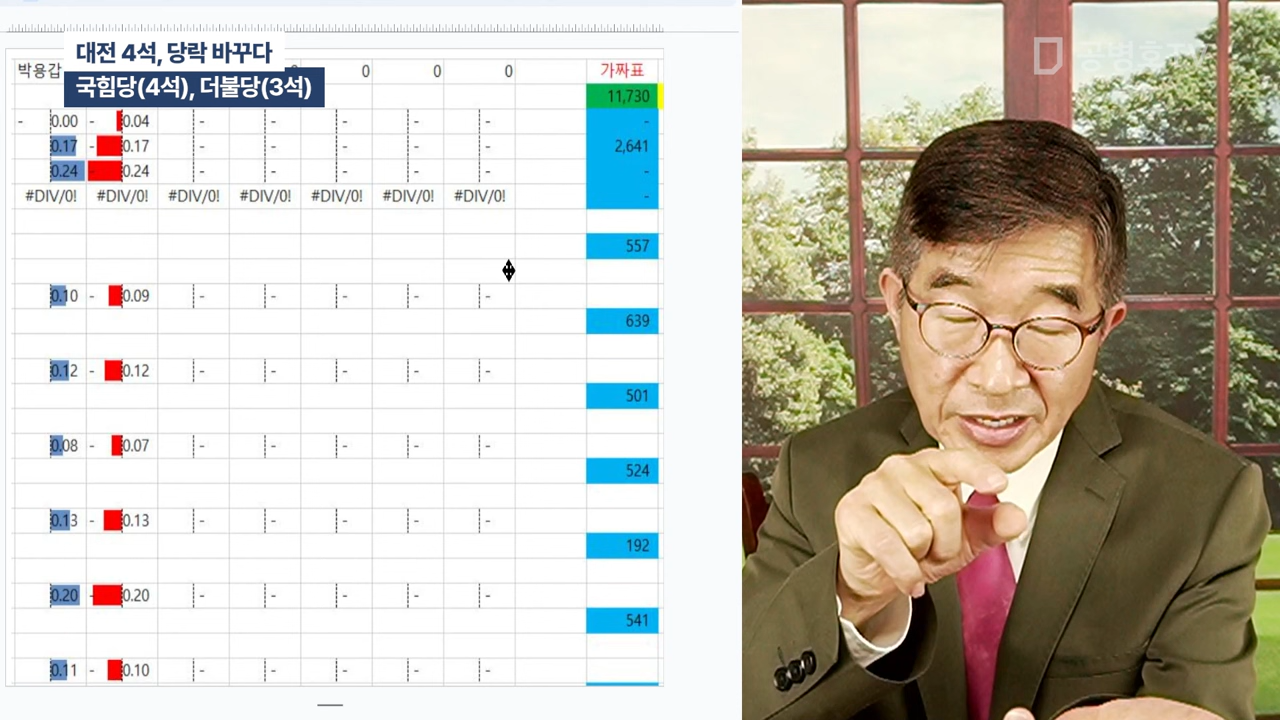 대전 4석, 당락 바꾸다
국힘당(4석), 더불당(3석)
공병호
박용갑 0 0 0 0 가짜표
11,730
- 0.00 - 0.04 - - - - - -
0.17 - 0.17 - - - - - 2,641
0.24 - 0.24 - - - - - -
#DIV/0! #DIV/0! #DIV/0! #DIV/0! #DIV/0! #DIV/0! #DIV/0! -
557
0.10 - 0.09 - - - - -
639
0.12 - 0.12 - - - - -
501
0.08 - 0.07 - - - - -
524
0.13 - 0.13 - - - - -
192
0.20 - 0.20 - - - - -
541
0.11 - 0.10 - - - - -